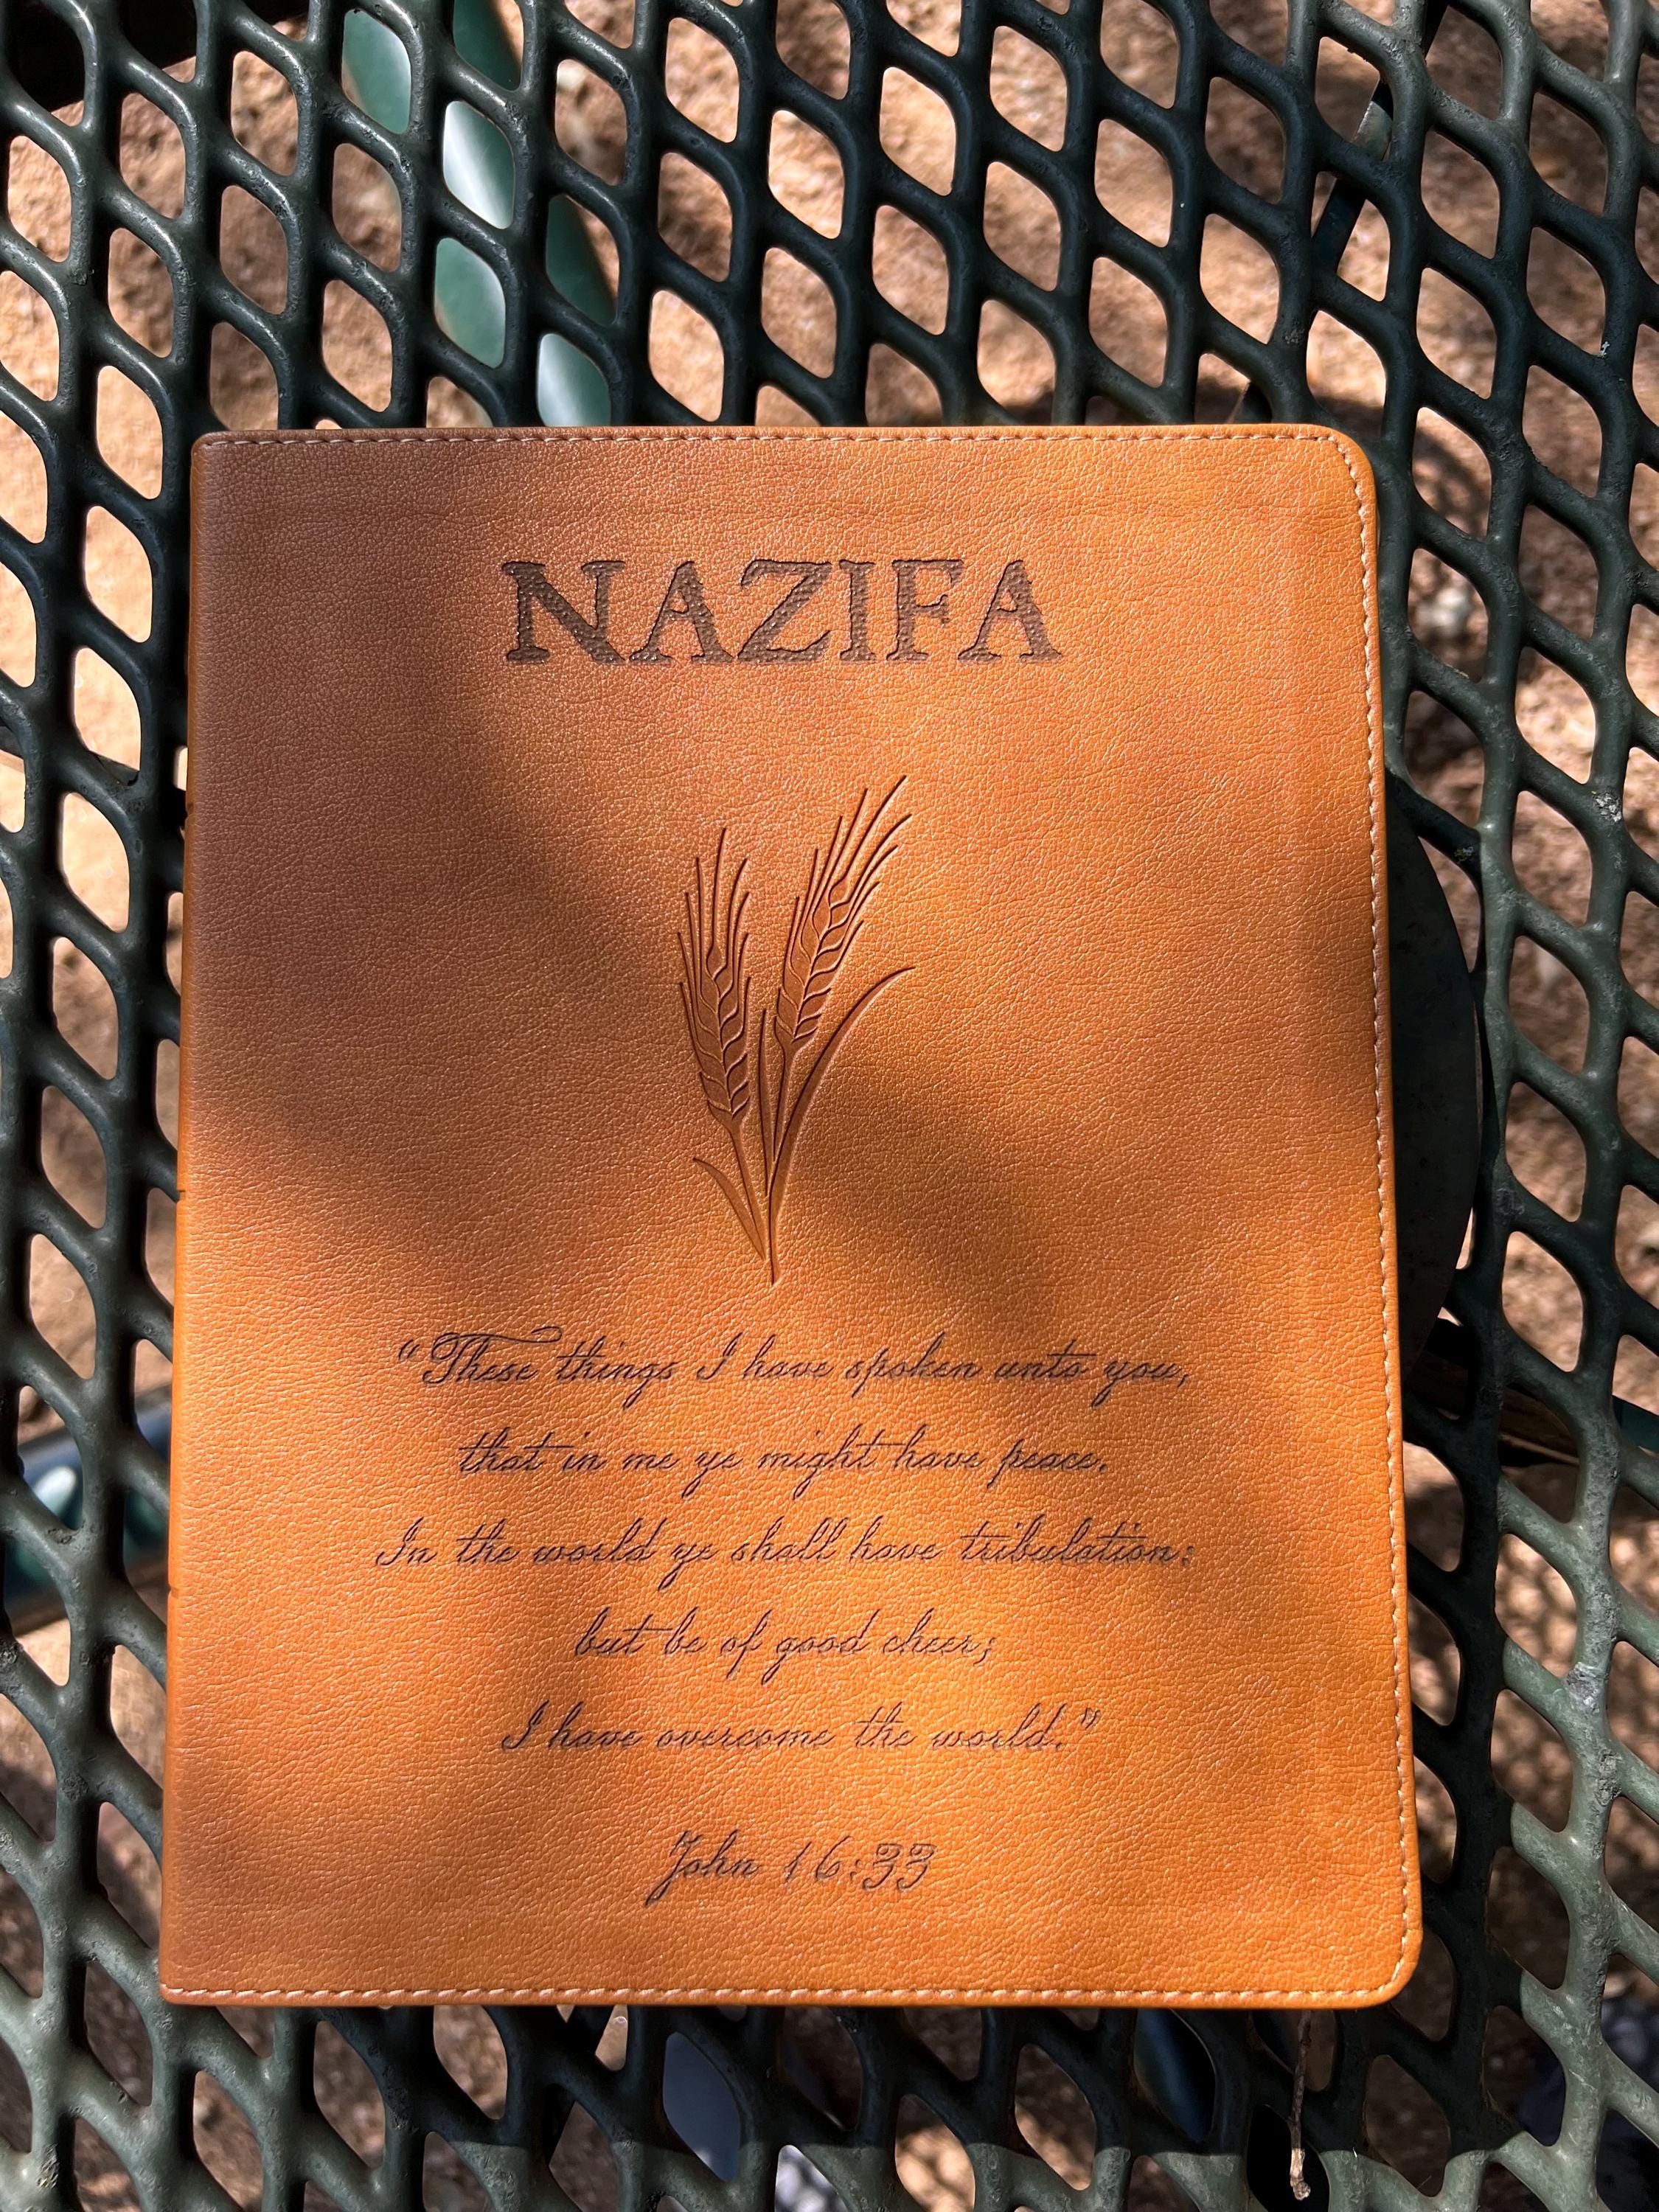 NAZIFA
“These things I have spoken unto you,
that in me ye might have peace.
In the world ye shall have tribulation:
but be of good cheer;
I have overcome the world.”
John 16:33